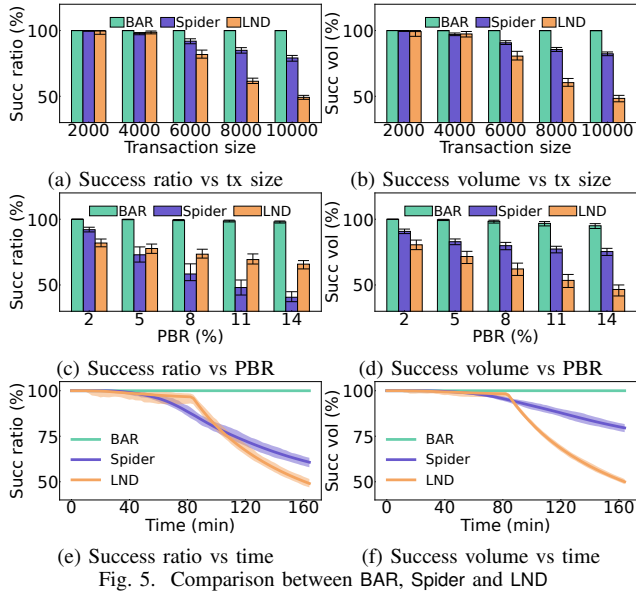 BAR Spider LND BAR Spider LND
Succ ratio (%) 100 50 Succ vol (%) 100 50
2000 4000 6000 8000 10000 2000 4000 6000 8000 10000
Transaction size Transaction size
(a) Success ratio vs tx size (b) Success volume vs tx size
BAR Spider LND BAR Spider LND
Succ ratio (%) 100 50 Succ vol (%) 100 50
2 5 8 11 14 2 5 8 11 14
PBR (%) PBR (%)
(c) Success ratio vs PBR (d) Success volume vs PBR
Succ ratio (%) 100 75 50 Succ vol (%) 100 75 50
BAR BAR
Spider Spider
LND LND
0 40 80 120 160 0 40 80 120 160
Time (min) Time (min)
(e) Success ratio vs time (f) Success volume vs time
Fig. 5. Comparison between BAR, Spider and LND